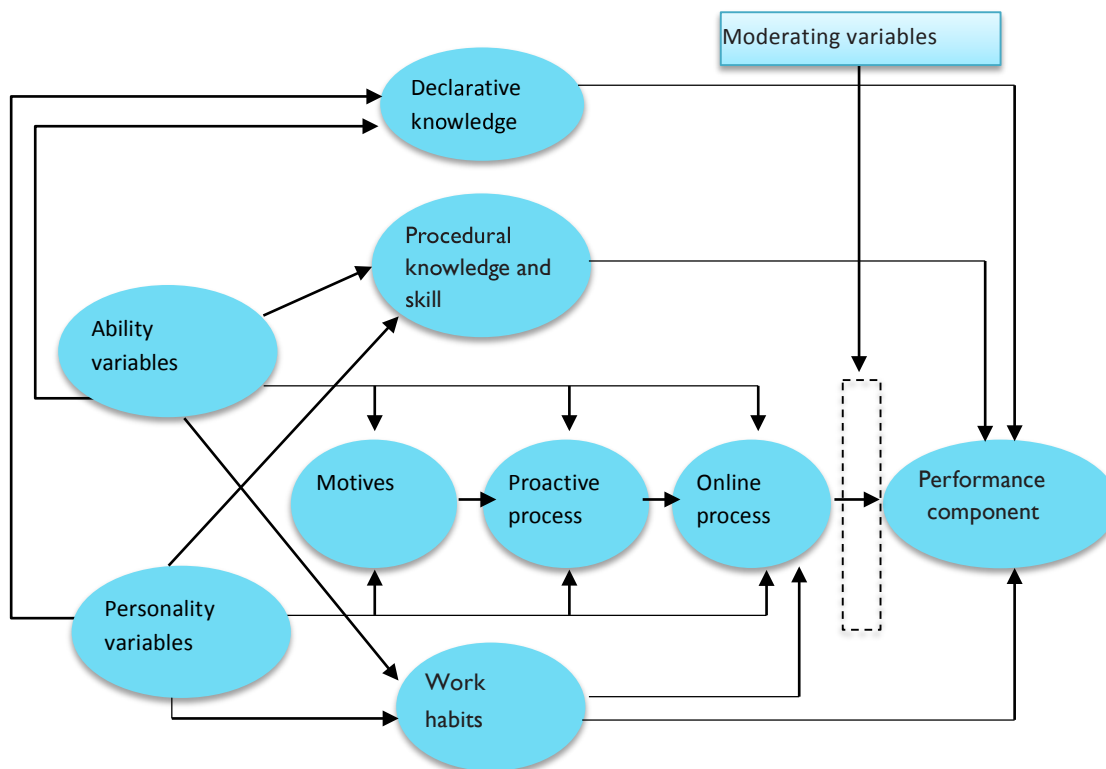 Moderating variables
Declarative
knowledge
Procedural
knowledge and
skill
Ability
variables
Motives
Proactive
process
Online
process
Performance
component
Personality
variables
Work
habits